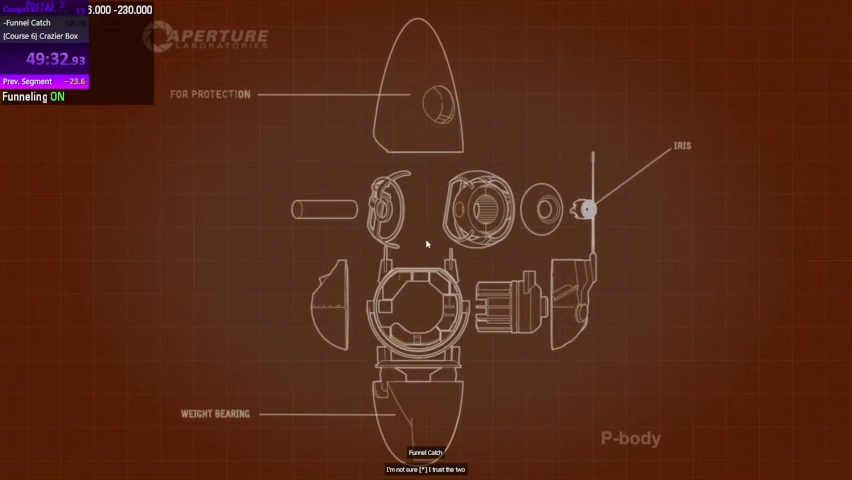 6.000 -230.000
-Funnel Catch
{Course 6} Crazier Box
49:32.93
Prev. Segment -23.6
Funneling ON
APERTURE
LABORATORIES
FOR PROTECTION
IRIS
WEIGHT BEARING
P-body
Funnel Catch
I'm not sure [*] I trust the two